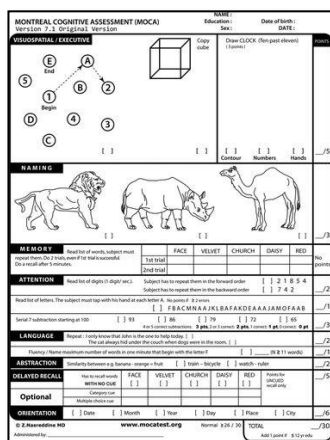 NAME :
MONTREAL COGNITIVE ASSESSMENT (MOCA)
Education : Date of birth :
Version 7.1 Original Version
Sex : DATE :
VISUOSPATIAL / EXECUTIVE
Copy cube
Draw CLOCK (Ten past eleven)
(3 points)
POINTS
E
End
A
5
B
2
1
Begin
D
4
3
C
[ ] [ ] [ ] [ ] [ ] __/5
Contour Numbers Hands
NAMING
[ ] [ ] [ ] __/3
MEMORY
Read list of words, subject must repeat them. Do 2 trials, even if 1st trial is successful. Do a recall after 5 minutes.
FACE VELVET CHURCH DAISY RED
1st trial
2nd trial
No points
ATTENTION
Read list of digits (1 digit/ sec.).
Subject has to repeat them in the forward order [ ] 2 1 8 5 4
Subject has to repeat them in the backward order [ ] 7 4 2 __/2
Read list of letters. The subject must tap with his hand at each letter A. No points if ≥ 2 errors
[ ] F B A C M N A A J K L B A F A K D E A A A J A M O F A A B __/1
Serial 7 subtraction starting at 100 [ ] 93 [ ] 86 [ ] 79 [ ] 72 [ ] 65
4 or 5 correct subtractions: 3 pts, 2 or 3 correct: 2 pts, 1 correct: 1 pt, 0 correct: 0 pt __/3
LANGUAGE
Repeat : I only know that John is the one to help today. [ ]
The cat always hid under the couch when dogs were in the room. [ ] __/2
Fluency / Name maximum number of words in one minute that begin with the letter F [ ] ____ (N ≥ 11 words) __/1
ABSTRACTION
Similarity between e.g. banana - orange = fruit [ ] train – bicycle [ ] watch - ruler __/2
DELAYED RECALL
Has to recall words
WITH NO CUE
FACE VELVET CHURCH DAISY RED
[ ] [ ] [ ] [ ] [ ]
Points for UNCUED recall only
__/5
Optional
Category cue
Multiple choice cue
ORIENTATION
[ ] Date [ ] Month [ ] Year [ ] Day [ ] Place [ ] City __/6
© Z.Nasreddine MD
www.mocatest.org
Normal ≥26 / 30
TOTAL __/30
Administered by:
Add 1 point if ≤ 12 yr edu